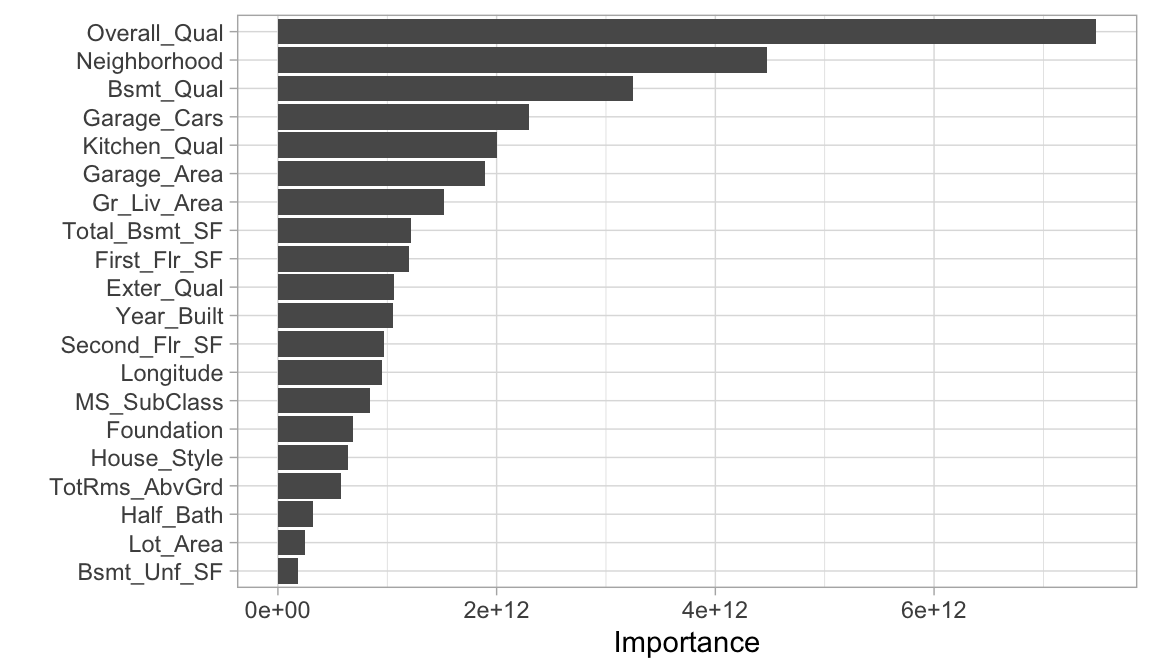 Overall_Qual
Neighborhood
Bsmt_Qual
Garage_Cars
Kitchen_Qual
Garage_Area
Gr_Liv_Area
Total_Bsmt_SF
First_Flr_SF
Exter_Qual
Year_Built
Second_Flr_SF
Longitude
MS_SubClass
Foundation
House_Style
TotRms_AbvGrd
Half_Bath
Lot_Area
Bsmt_Unf_SF
0e+00 2e+12 4e+12 6e+12
Importance